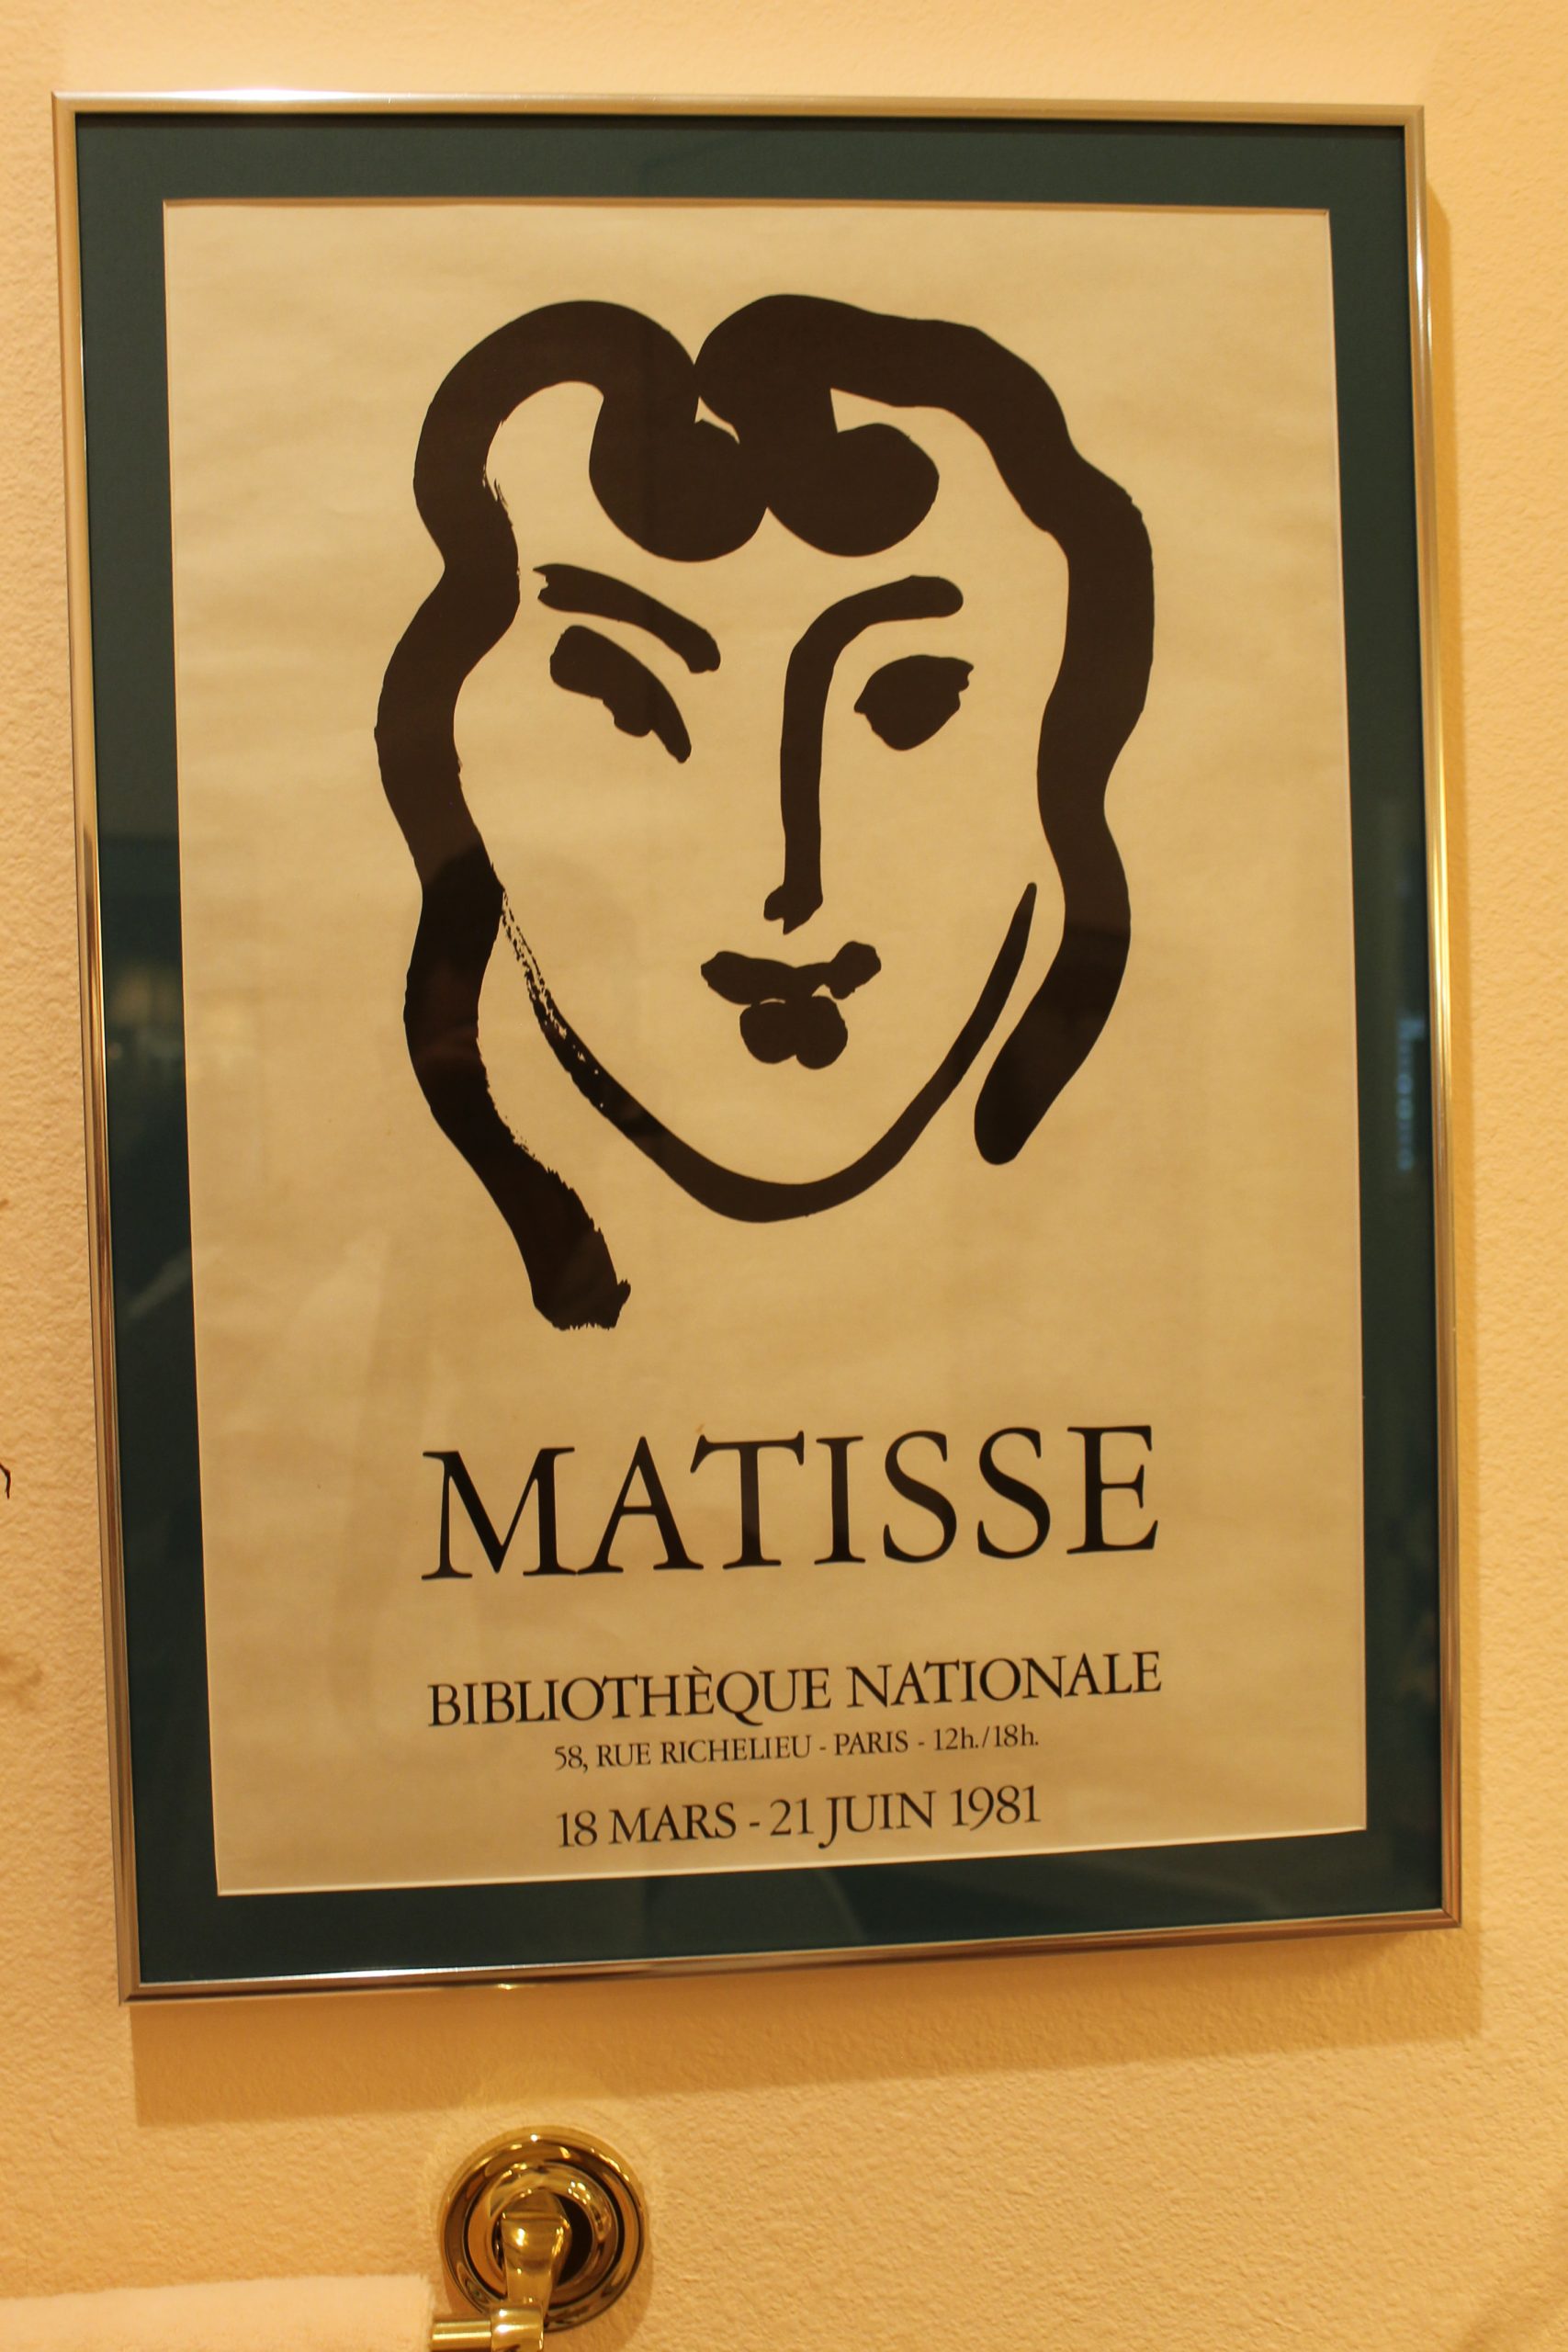 MATISSE
BIBLIOTHÈQUE NATIONALE
58, RUE RICHELIEU - PARIS - 12h./18h.
18 MARS - 21 JUIN 1981